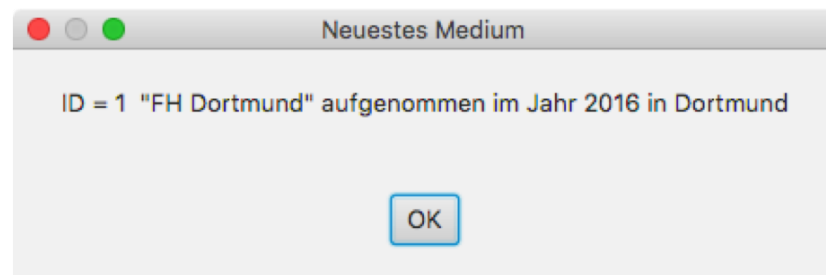 Neuestes Medium
ID = 1 "FH Dortmund" aufgenommen im Jahr 2016 in Dortmund
OK